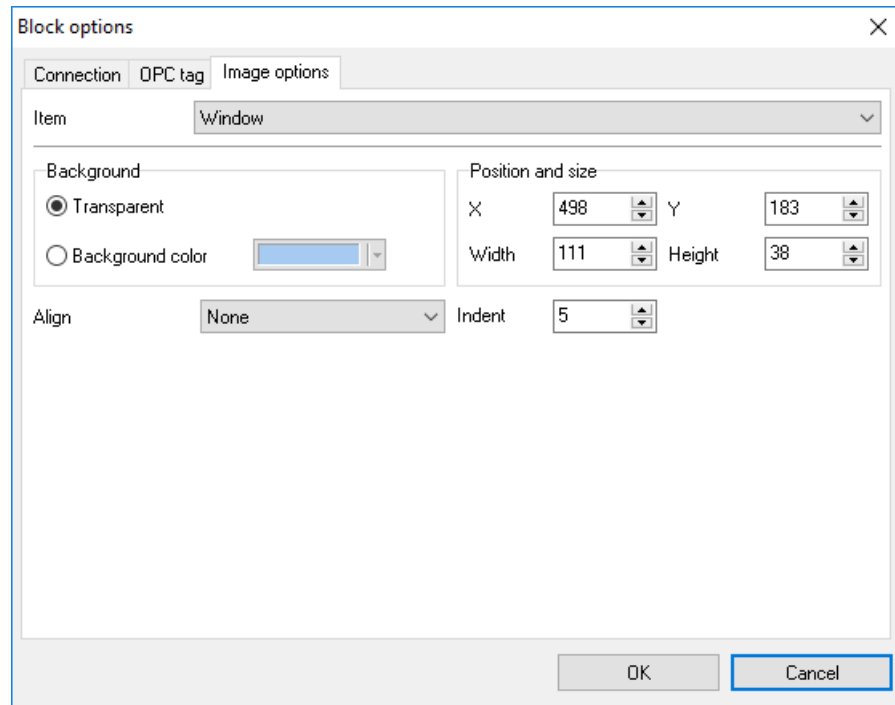 Block options
Connection OPC tag Image options
Item Window
Background Position and size
Transparent X 498 Y 183
Background color Width 111 Height 38
Align None Indent 5
OK Cancel